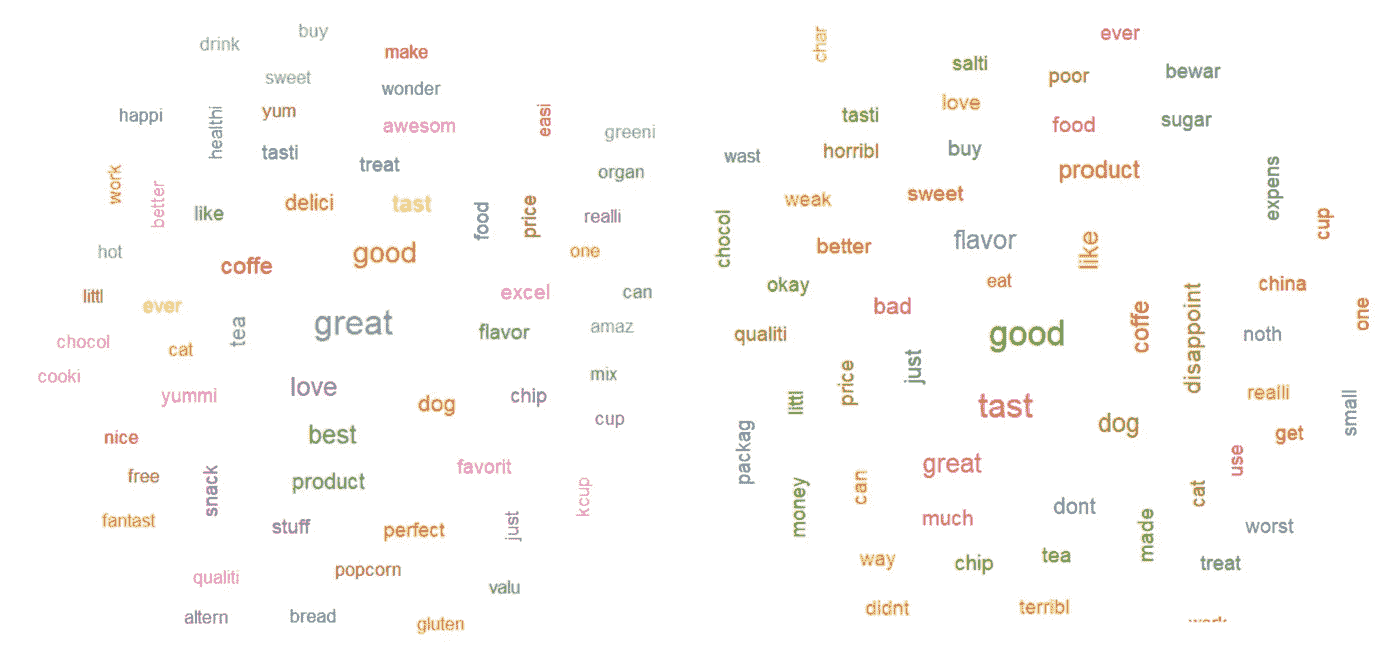 buy
drink
make
sweet
wonder
happi
healthi
yum
awesom
easi
greeni
tasti
treat
organ
work
better
like
delici
tast
food
price
realli
hot
coffe
good
one
littl
ever
excel
can
chocol
cat
tea
great
flavor
amaz
cooki
yummi
love
dog
chip
mix
cup
nice
best
free
snack
product
favorit
kcup
fantast
stuff
perfect
just
qualiti
popcorn
valu
altern
bread
gluten
char
ever
salti
poor
bewar
love
tasti
food
sugar
wast
horribl
buy
product
expens
weak
sweet
chocol
better
flavor
like
cup
okay
eat
china
bad
qualiti
good
coffe
disappoint
noth
one
just
price
littl
tast
dog
realli
small
packag
great
get
use
money
can
much
dont
made
cat
worst
way
chip
tea
treat
didnt
terribl
work